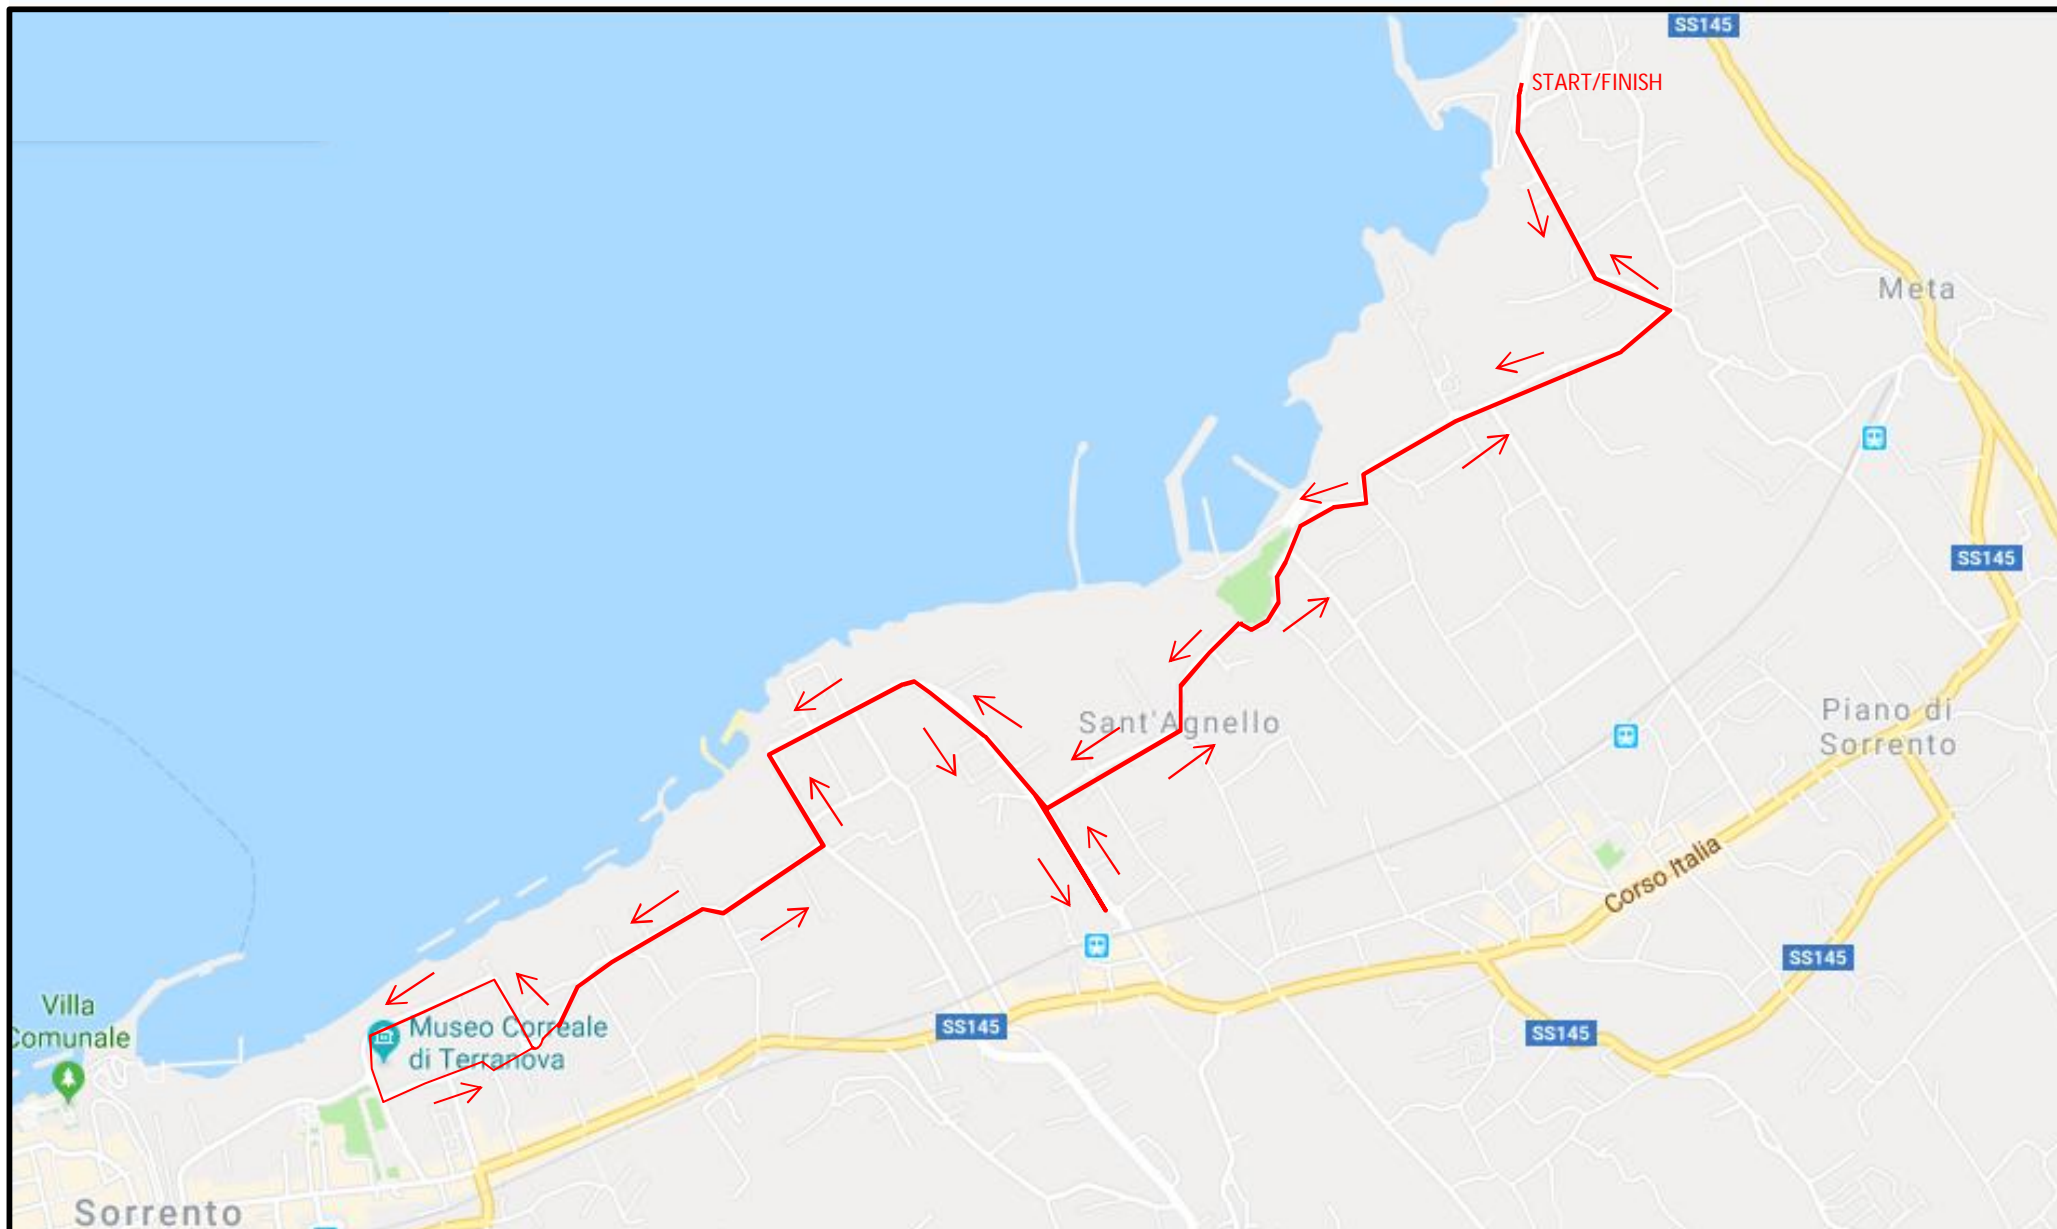 SS145
START/FINISH
Meta
SS145
Sant'Agnello
Piano di
Sorrento
Corso Italia
SS145
Villa
Comunale
Museo Correale
di Terranova
SS145
SS145
Sorrento